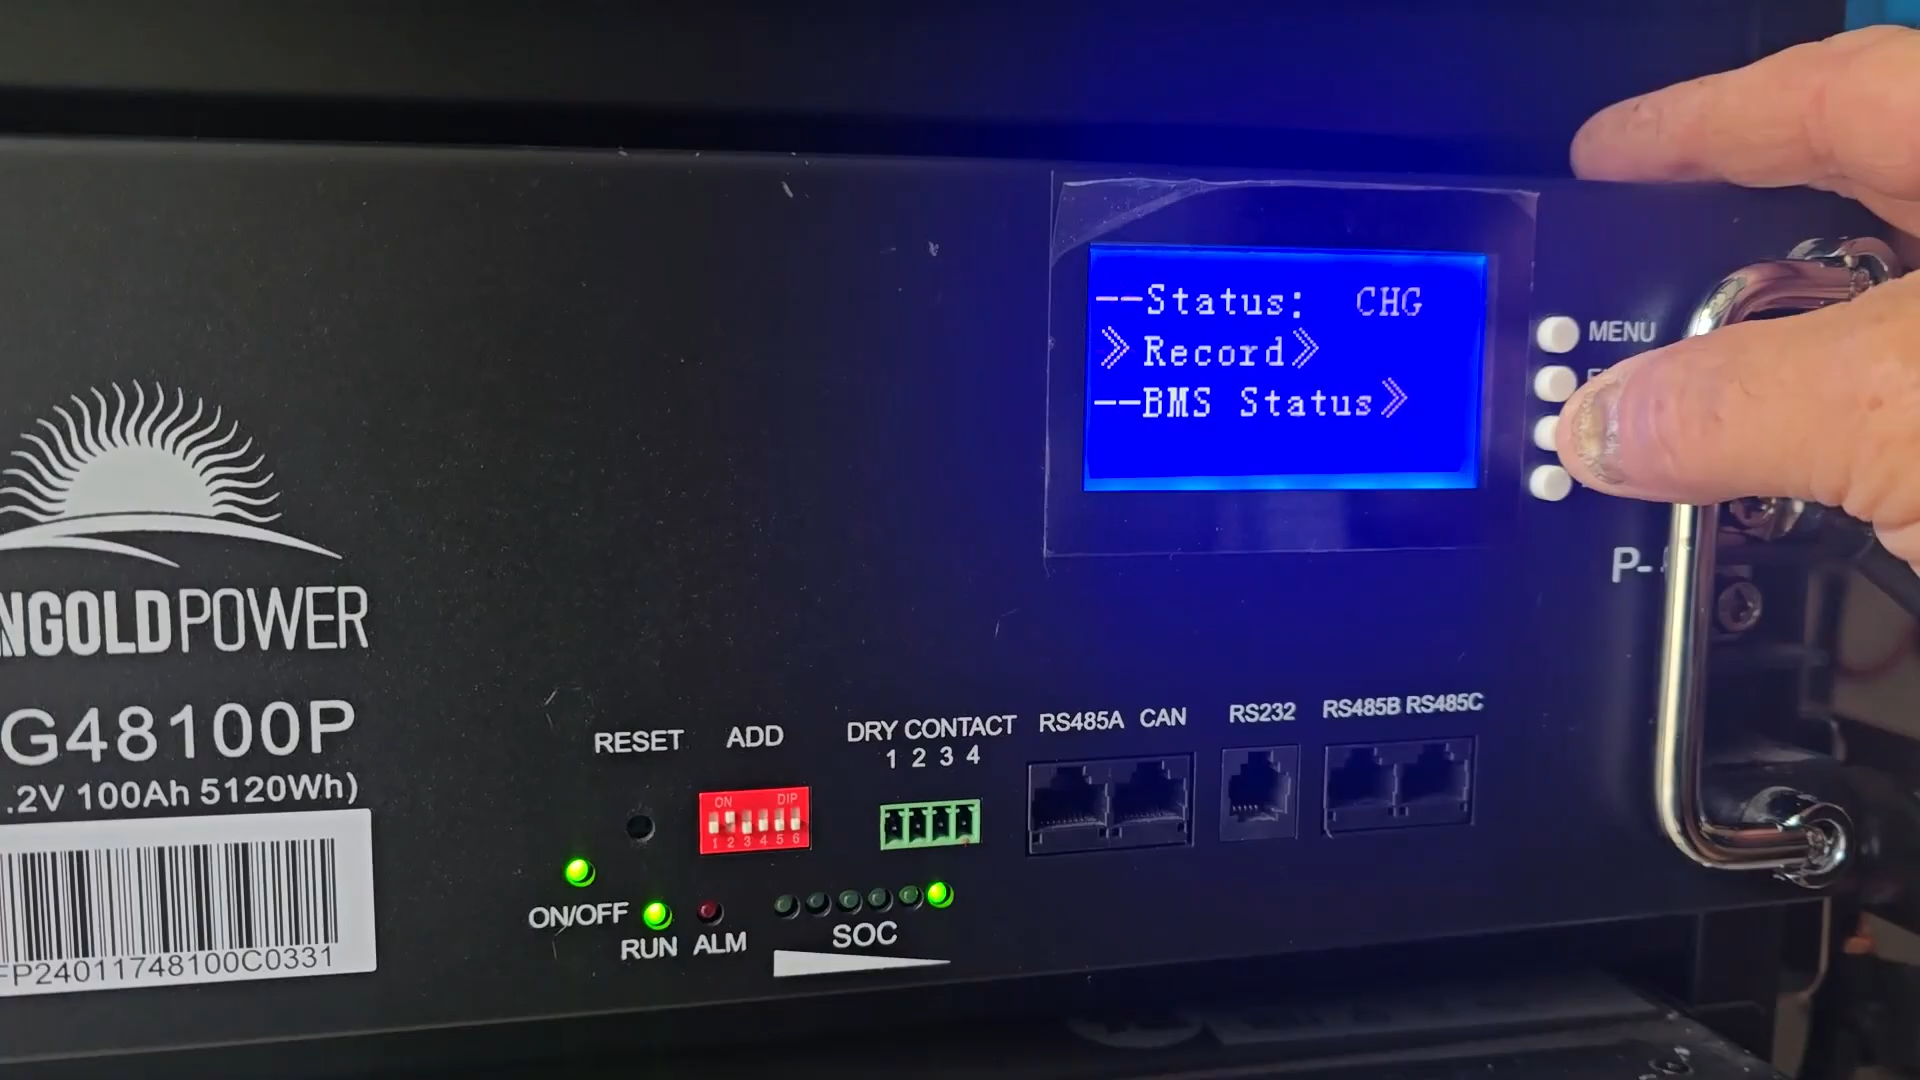 --Status: CHG
》Record》
--BMS Status》
MENU
P-
NGOLDPOWER
G48100P
.2V 100Ah 5120Wh)
FP24011748100C0331
RESET
ADD
ON DIP
1 2 3 4 5 6
DRY CONTACT
1 2 3 4
RS485A
CAN
RS232
RS485B
RS485C
ON/OFF
RUN
ALM
SOC